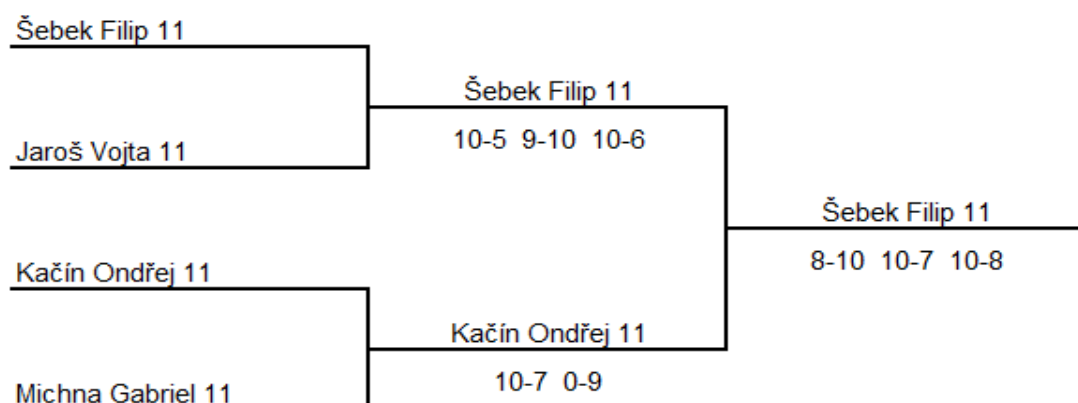 Šebek Filip 11
Šebek Filip 11
Jaroš Vojta 11
10-5 9-10 10-6
Šebek Filip 11
8-10 10-7 10-8
Kačín Ondřej 11
Kačín Ondřej 11
10-7 0-9
Michna Gabriel 11